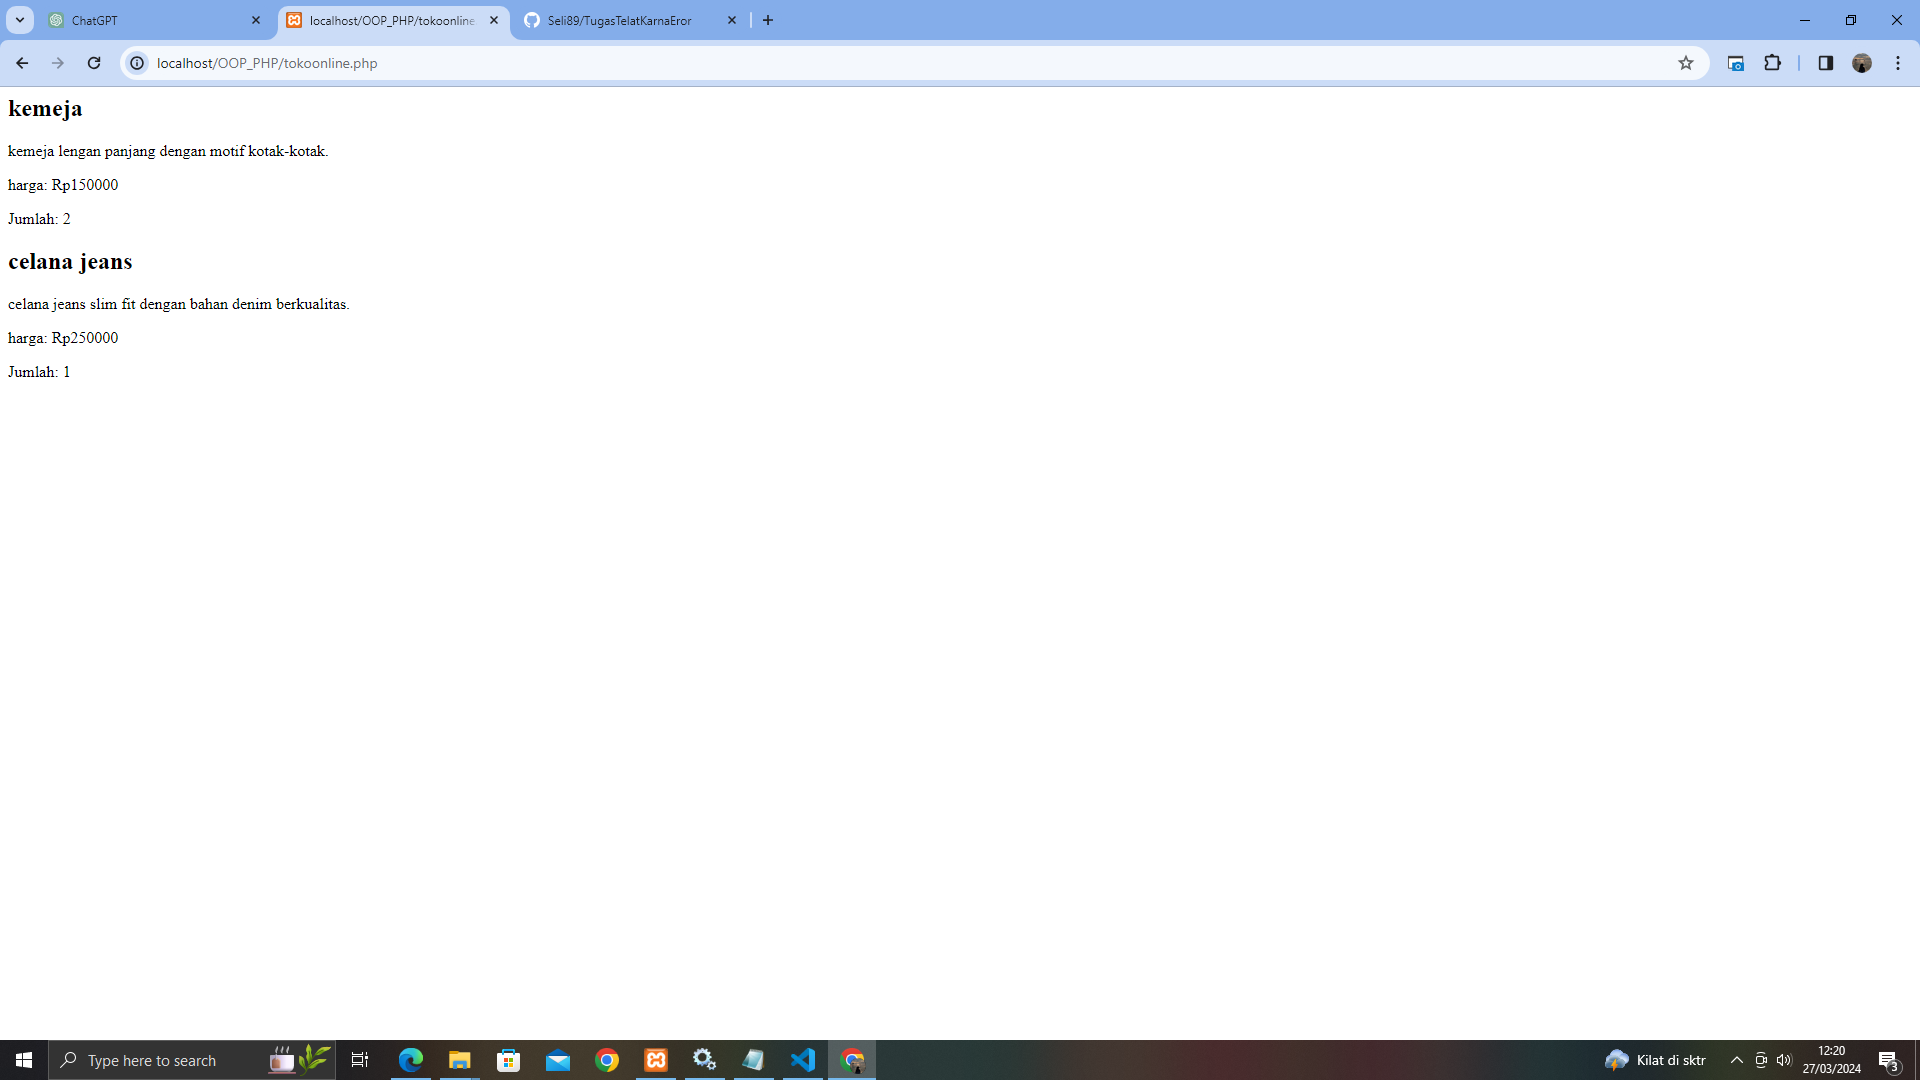 ChatGPT
localhost/OOP_PHP/tokoonline
Seli89/TugasTelatKarnaEror
localhost/OOP_PHP/tokoonline.php
kemeja
kemeja lengan panjang dengan motif kotak-kotak.
harga: Rp150000
Jumlah: 2
celana jeans
celana jeans slim fit dengan bahan denim berkualitas.
harga: Rp250000
Jumlah: 1
Type here to search
Kilat di sktr
12:20
27/03/2024
3